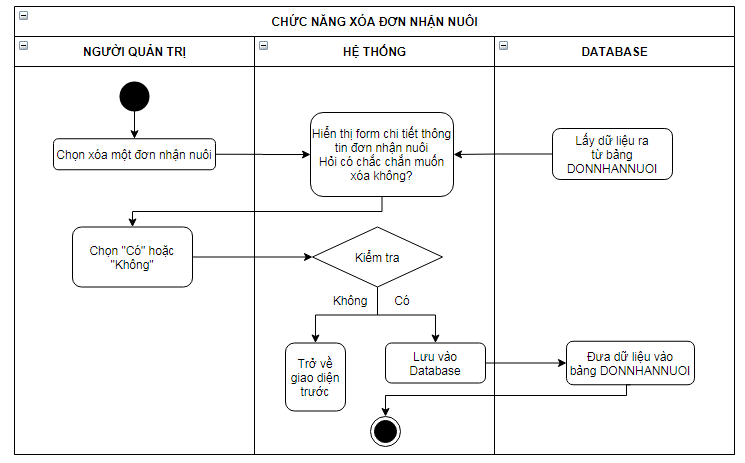 CHỨC NĂNG XÓA ĐƠN NHẬN NUÔI
NGƯỜI QUẢN TRỊ
HỆ THỐNG
DATABASE
Chọn xóa một đơn nhận nuôi
Hiển thị form chi tiết thông
tin đơn nhận nuôi
Hỏi có chắc chắn muốn
xóa không?
Lấy dữ liệu ra
từ bảng
DONNHANNUOI
Chọn "Có" hoặc
"Không"
Kiểm tra
Không
Có
Trở về
giao diện
trước
Lưu vào
Database
Đưa dữ liệu vào
bảng DONNHANNUOI